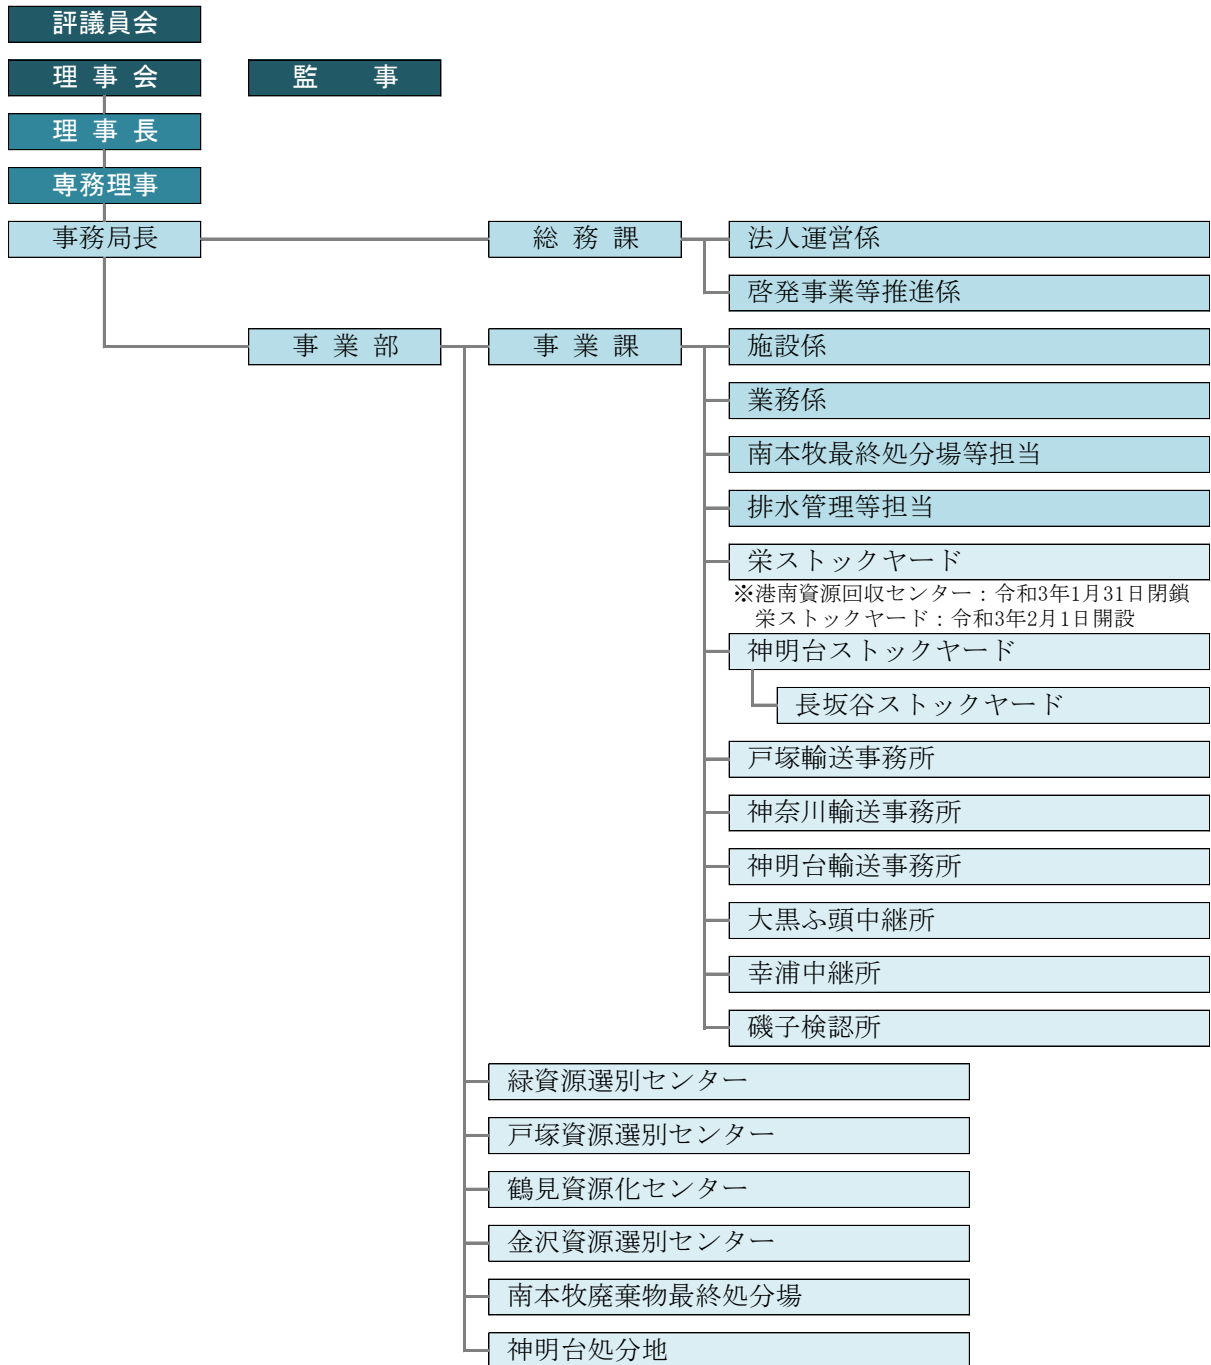 評議員会
理 事 会
監 事
理 事 長
専務理事
事務局長
総 務 課
法人運営係
啓発事業等推進係
事 業 部
事 業 課
施設係
業務係
南本牧最終処分場等担当
排水管理等担当
栄ストックヤード
※港南資源回収センター：令和3年1月31日閉鎖
栄ストックヤード：令和3年2月1日開設
神明台ストックヤード
長坂谷ストックヤード
戸塚輸送事務所
神奈川輸送事務所
神明台輸送事務所
大黒ふ頭中継所
幸浦中継所
磯子検認所
緑資源選別センター
戸塚資源選別センター
鶴見資源化センター
金沢資源選別センター
南本牧廃棄物最終処分場
神明台処分地